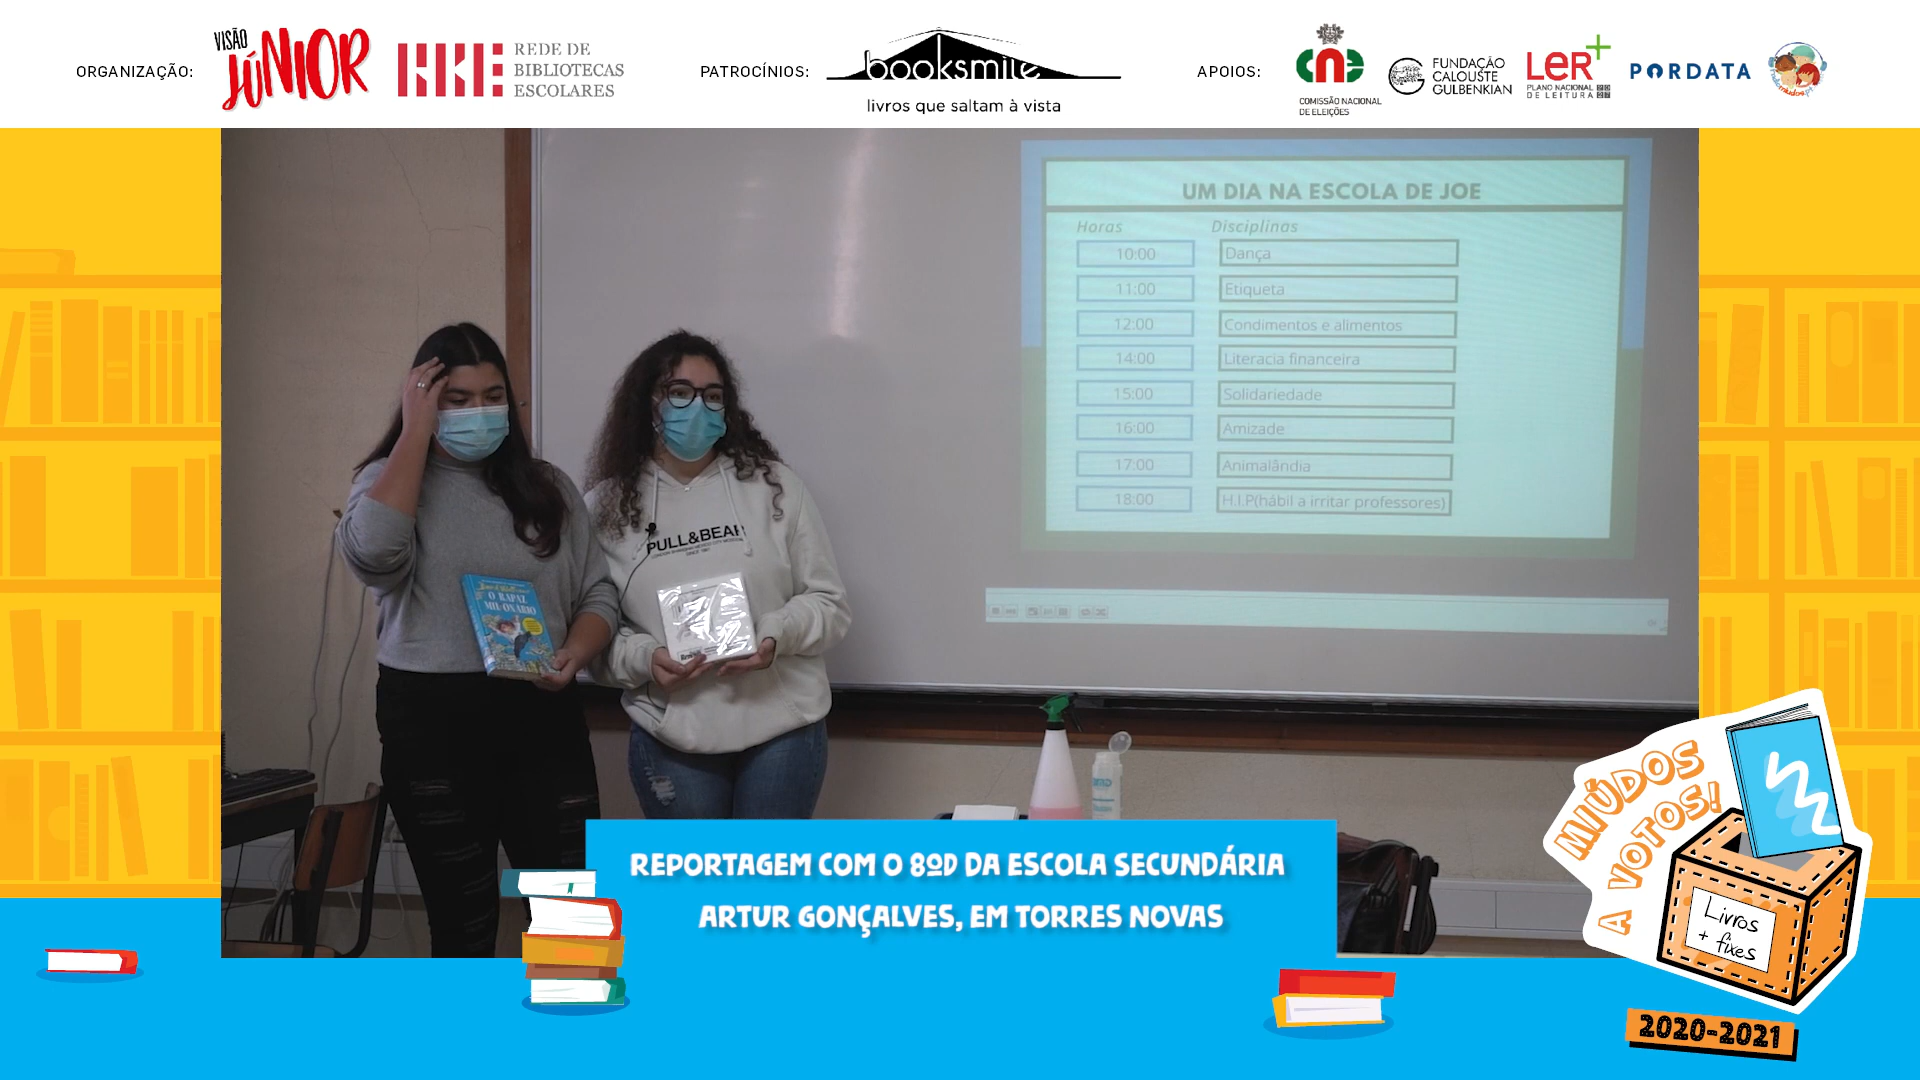 ORGANIZAÇÃO:
VISÃO
JÚNIOR
RBE
REDE DE
BIBLIOTECAS
ESCOLARES
PATROCÍNIOS:
booksmile
livros que saltam à vista
APOIOS:
cne
COMISSÃO NACIONAL
DE ELEIÇÕES
FUNDAÇÃO
CALOUSTE
GULBENKIAN
LER+
PLANO NACIONAL
DE LEITURA
PORDATA
miudos.pt
UM DIA NA ESCOLA DE JOE
Horas Disciplinas
10:00 Dança
11:00 Etiqueta
12:00 Condimentos e alimentos
14:00 Literacia financeira
15:00 Solidariedade
16:00 Amizade
17:00 Animalândia
18:00 H.I.P(hábil a irritar professores)
PULL&BEAR
O RAPAZ
MILIONÁRIO
REPORTAGEM COM O 8ºD DA ESCOLA SECUNDÁRIA
ARTUR GONÇALVES, EM TORRES NOVAS
MIÚDOS
A VOTOS!
Livros
+ fixes
2020-2021